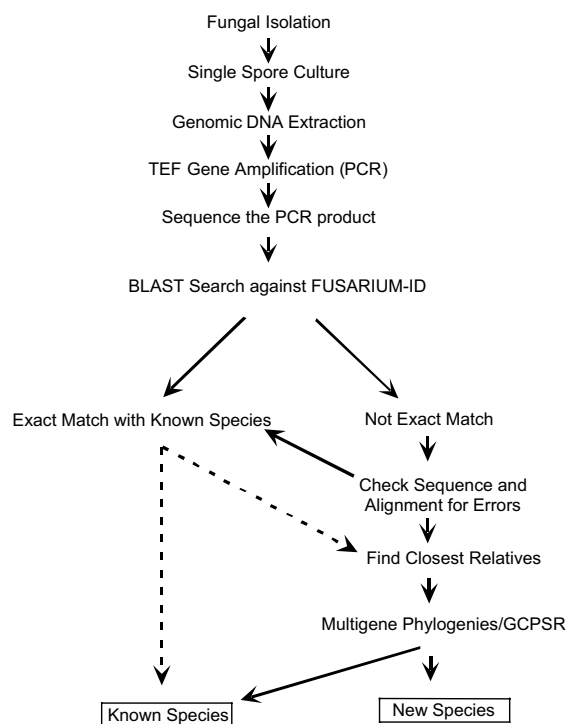 Fungal Isolation
Single Spore Culture
Genomic DNA Extraction
TEF Gene Amplification (PCR)
Sequence the PCR product
BLAST Search against FUSARIUM-ID
Exact Match with Known Species
Not Exact Match
Check Sequence and
Alignment for Errors
Find Closest Relatives
Multigene Phylogenies/GCPSR
Known Species
New Species